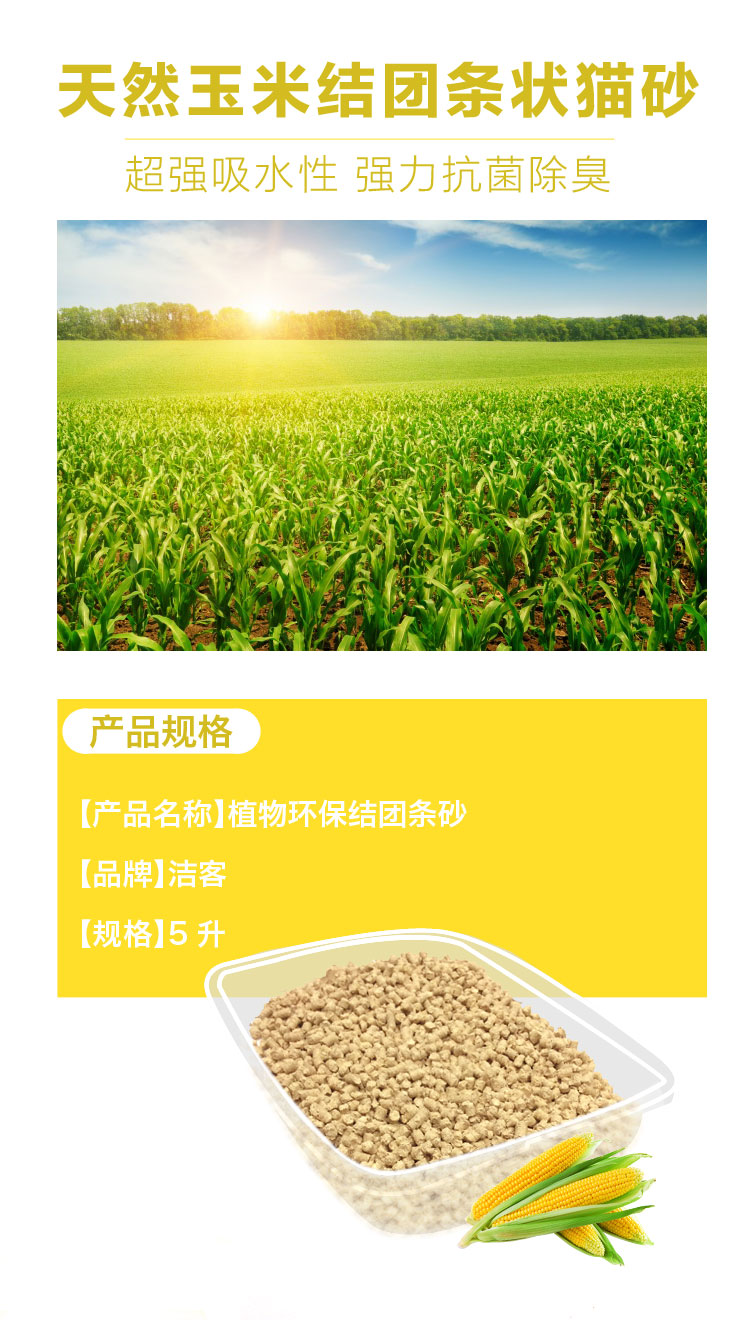 天然玉米结团条状猫砂
超强吸水性 强力抗菌除臭
产品规格
【产品名称】植物环保结团条砂
【品牌】洁客
【规格】5 升